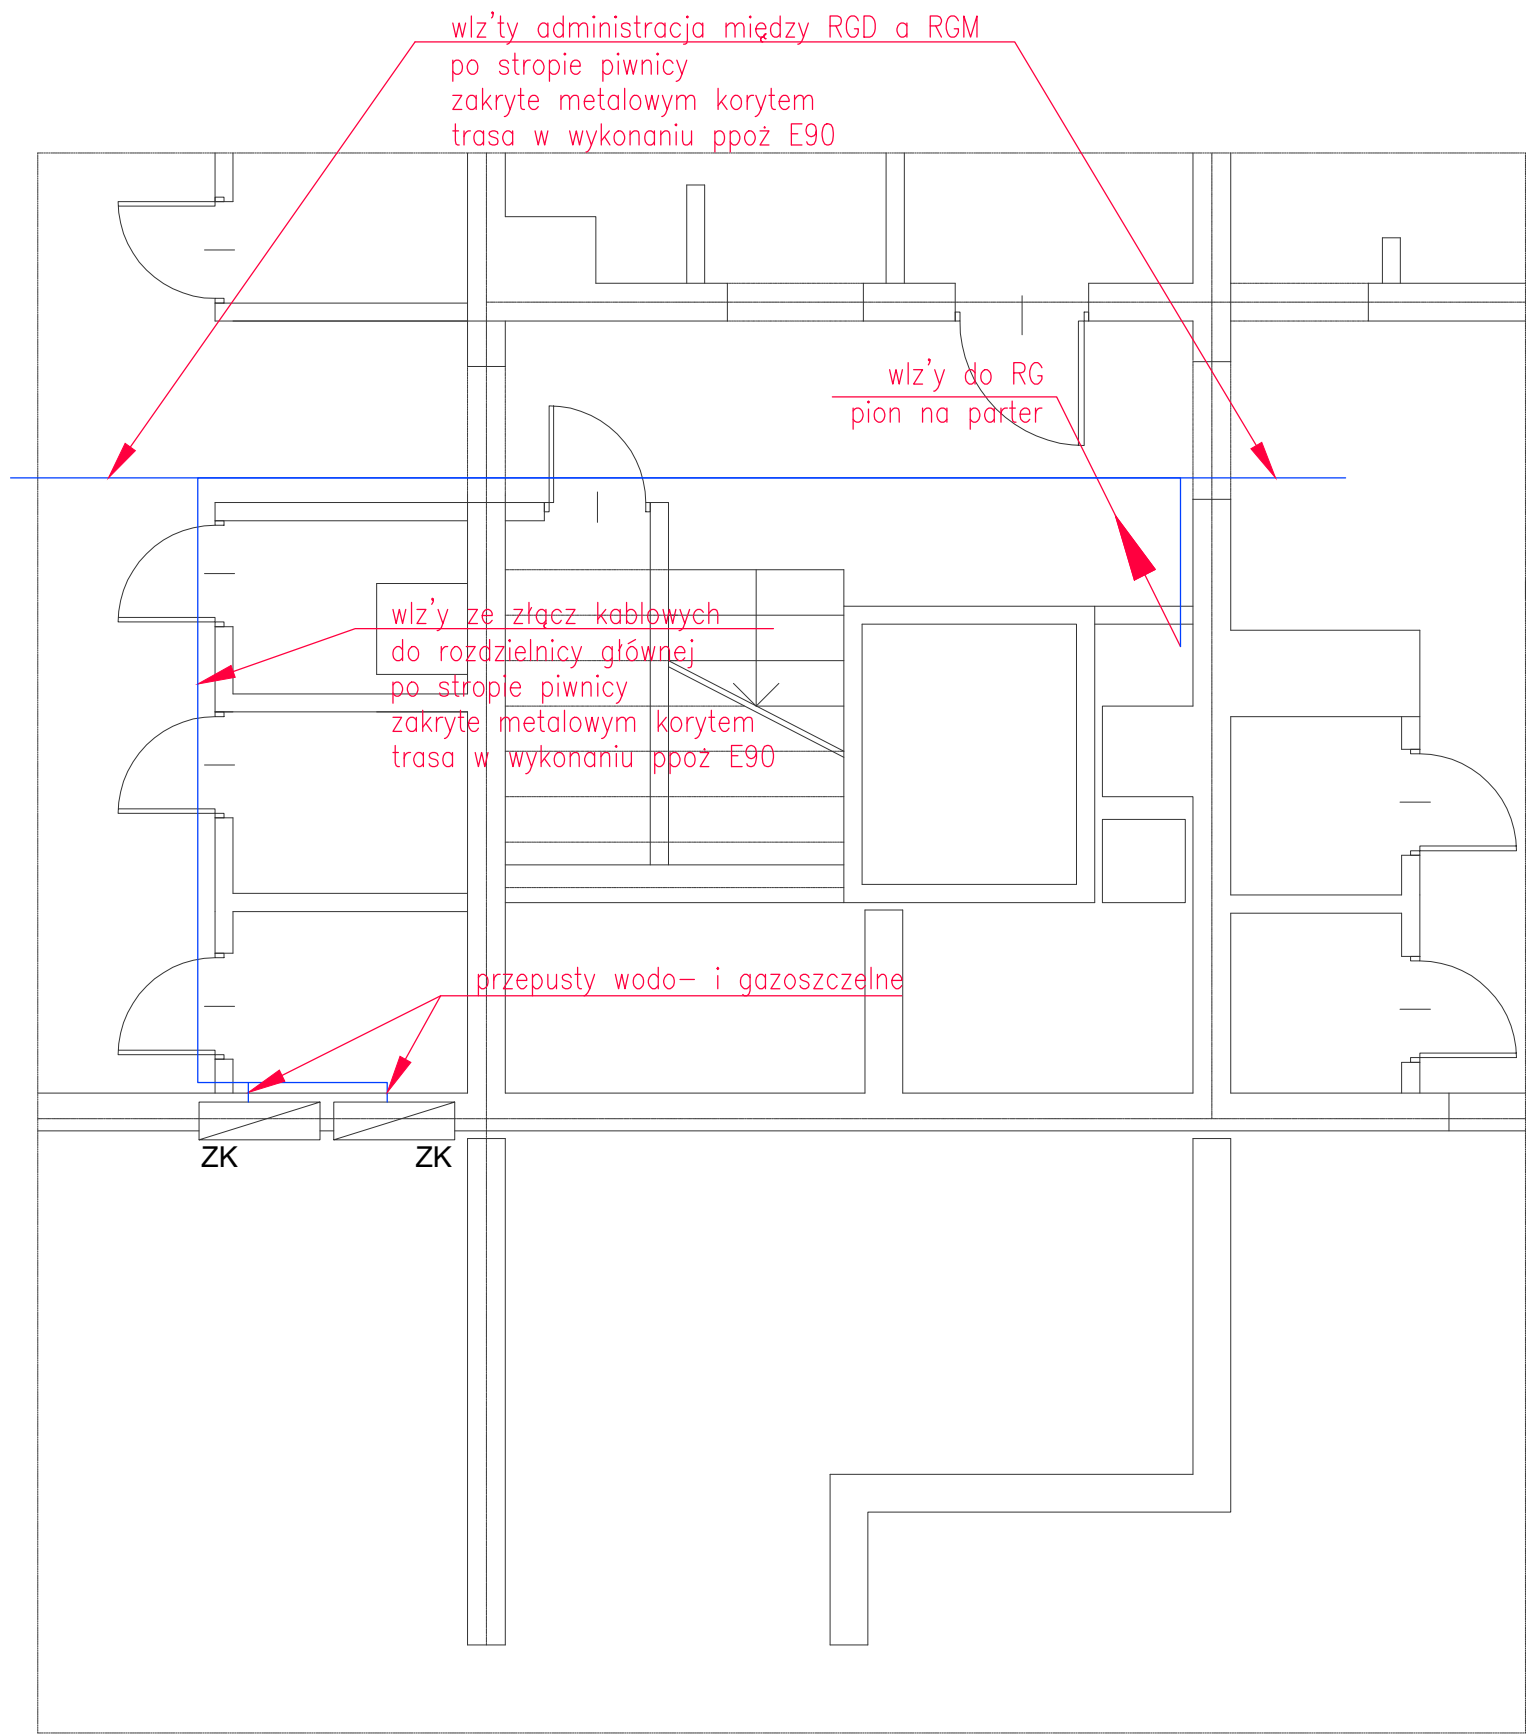 wlz'ty administracja między RGD a RGM
po stropie piwnicy
zakryte metalowym korytem
trasa w wykonaniu ppoż E90
wlz'y do RG
pion na parter
wlz'y ze złącz kablowych
do rozdzielnicy głównej
po stropie piwnicy
zakryte metalowym korytem
trasa w wykonaniu ppoż E90
przepusty wodo- i gazoszczelne
ZK
ZK